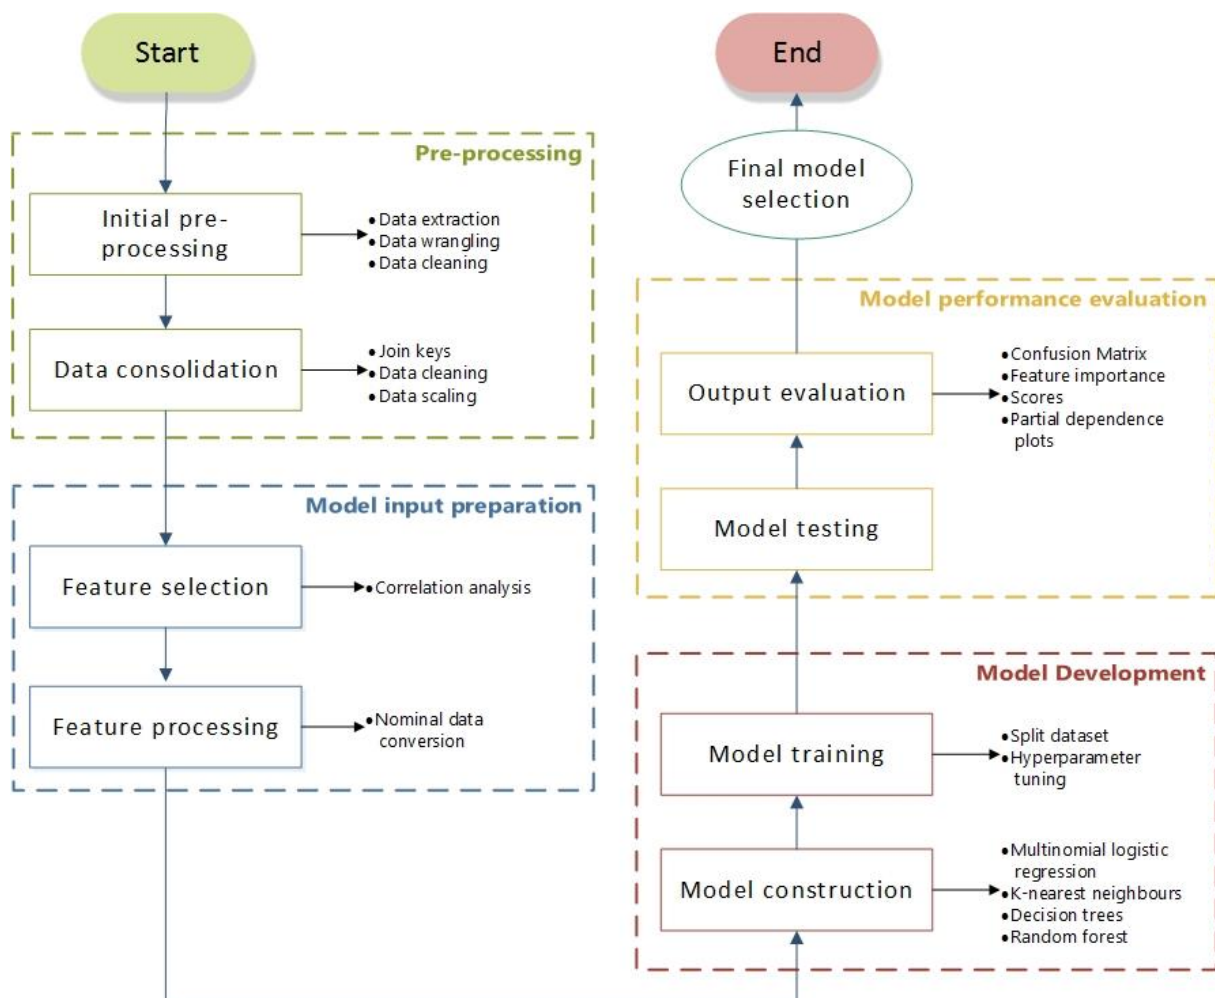 Start
Pre-processing
Initial pre-
processing
• Data extraction
• Data wrangling
• Data cleaning
Data consolidation
• Join keys
• Data cleaning
• Data scaling
Model input preparation
Feature selection
• Correlation analysis
Feature processing
• Nominal data
conversion
End
Final model
selection
Model performance evaluation
Output evaluation
• Confusion Matrix
• Feature importance
• Scores
• Partial dependence
plots
Model testing
Model Development
Model training
• Split dataset
• Hyperparameter
tuning
Model construction
• Multinomial logistic
regression
• K-nearest neighbours
• Decision trees
• Random forest